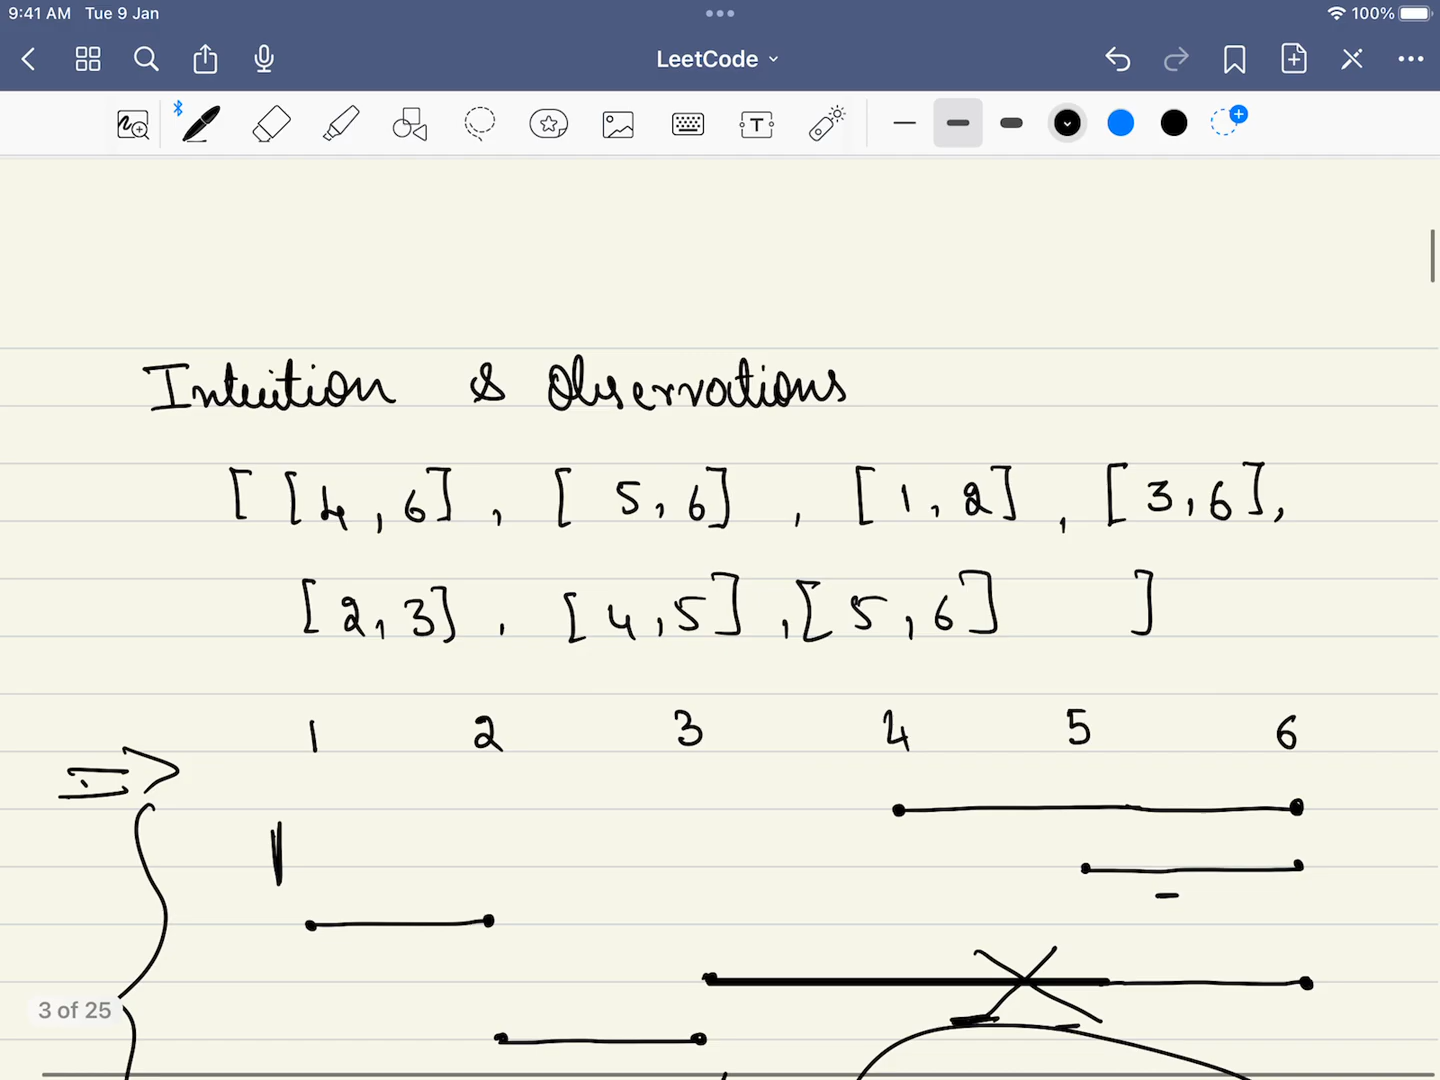 9:41 AM Tue 9 Jan
100%
LeetCode
T
Intuition & Observations
[ [4,6] , [ 5,6] , [1,2] , [3,6],
[2,3] , [4,5] ,[5,6] ]
1 2 3 4 5 6
3 of 25